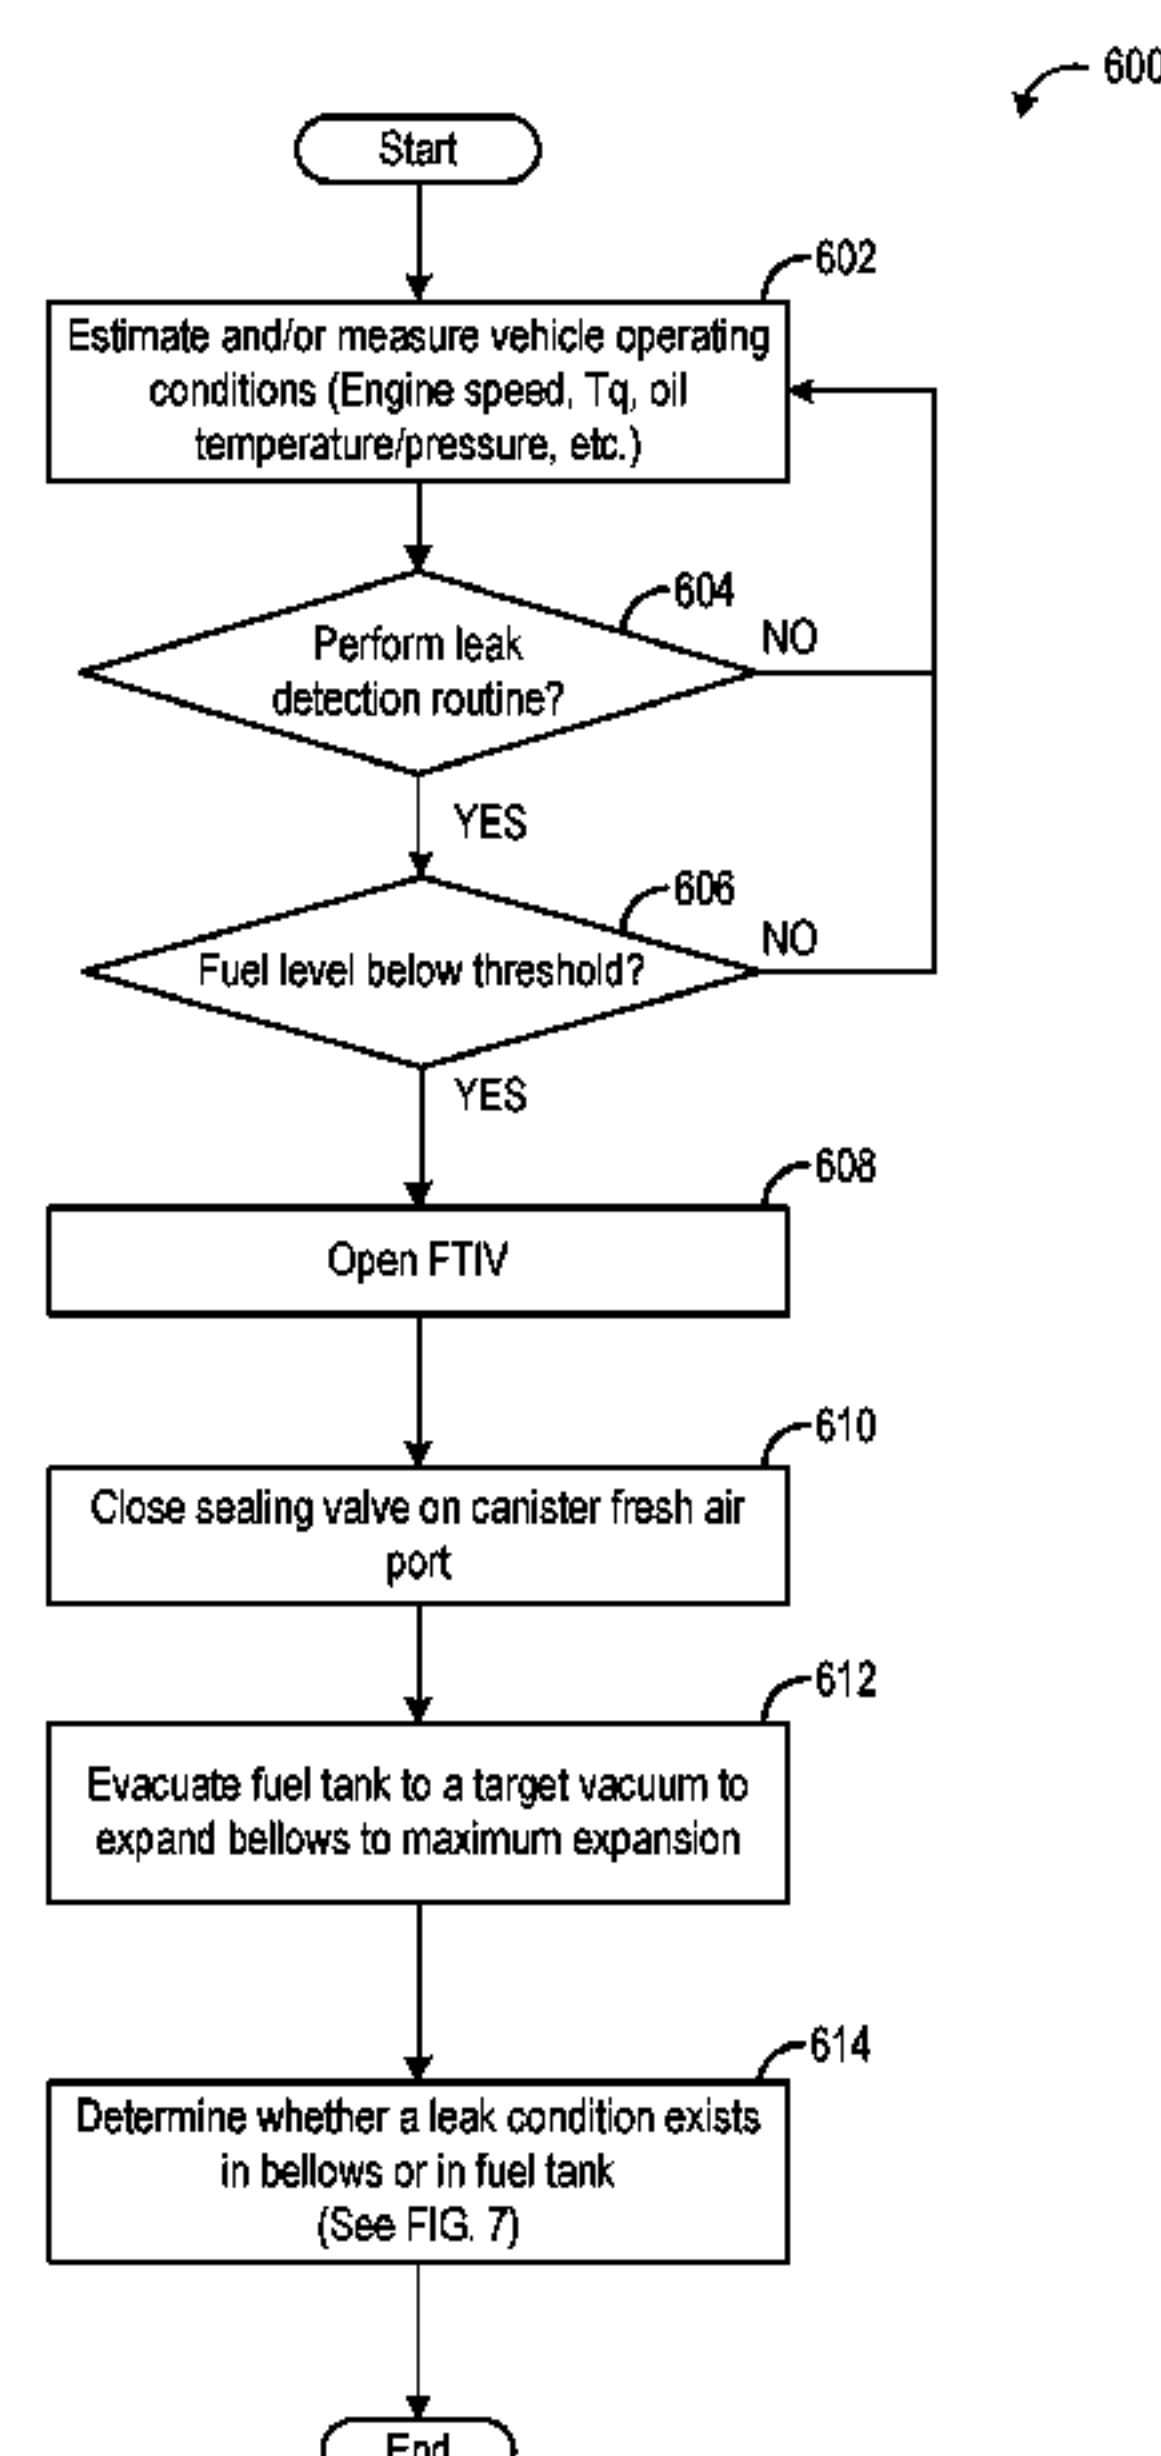 600
Start
602
Estimate and/or measure vehicle operating
conditions (Engine speed, Tq, oil
temperature/pressure, etc.)
604
Perform leak
detection routine?
NO
YES
606
Fuel level below threshold?
NO
YES
608
Open FTIV
610
Close sealing valve on canister fresh air
port
612
Evacuate fuel tank to a target vacuum to
expand bellows to maximum expansion
614
Determine whether a leak condition exists
in bellows or in fuel tank
(See FIG. 7)
End